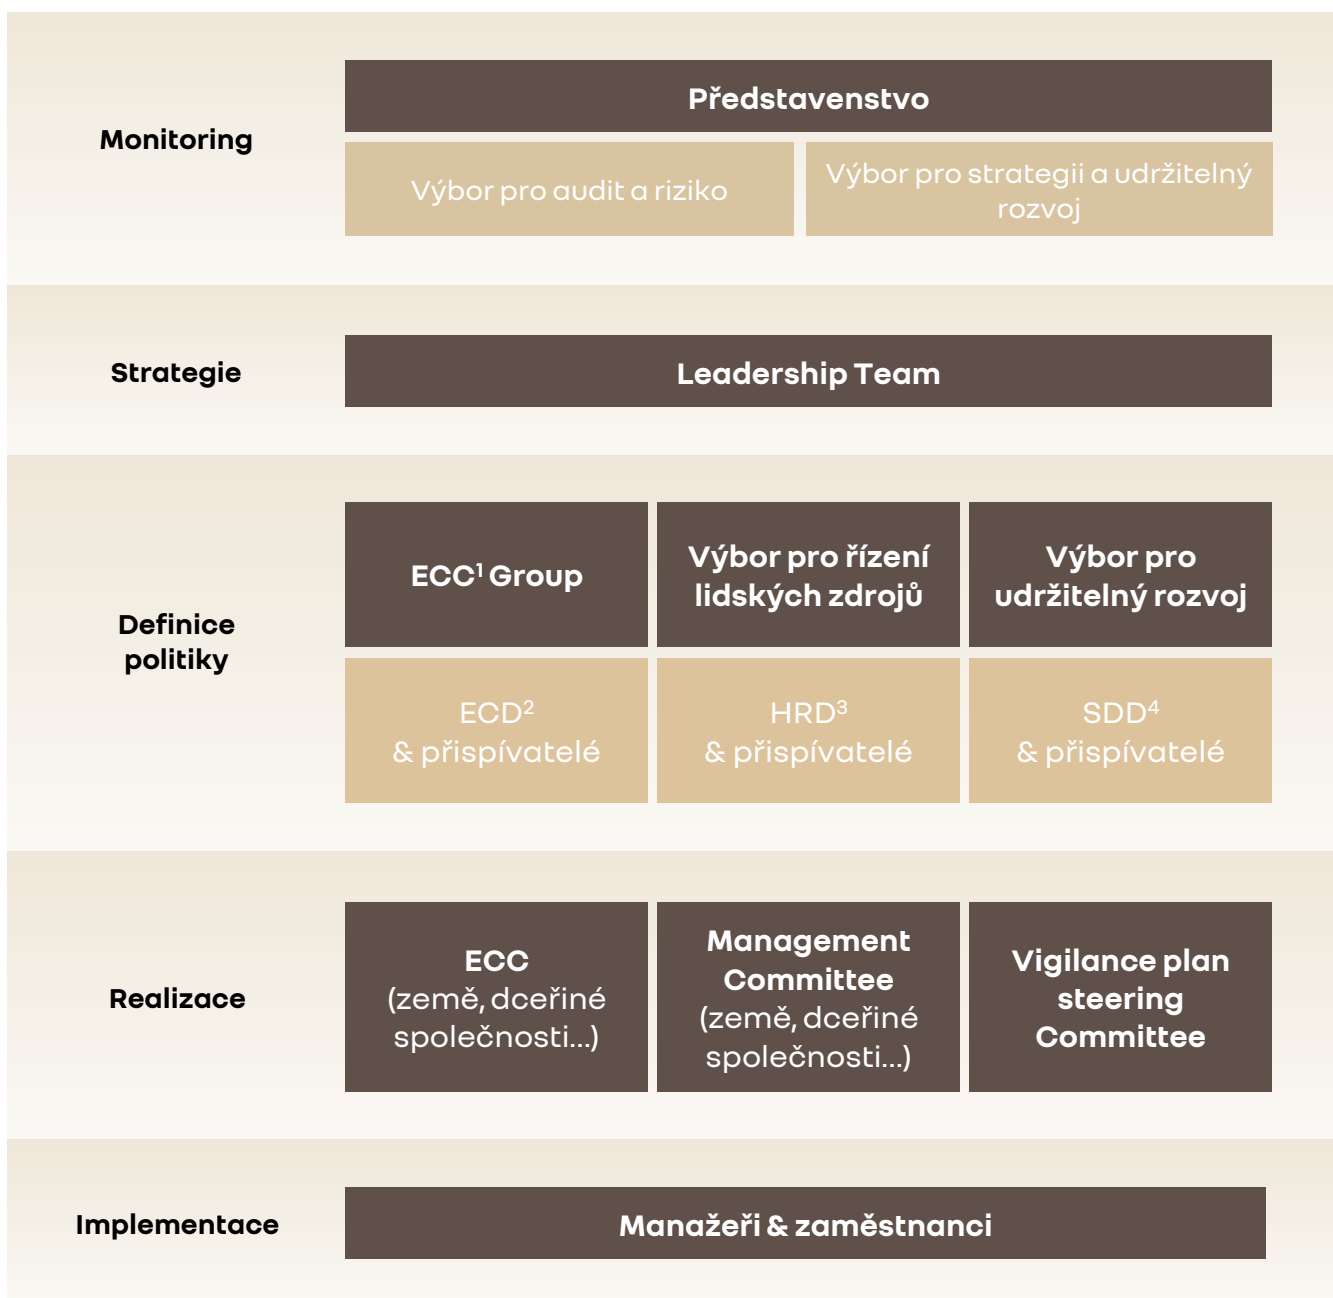 Monitoring
Představenstvo
Výbor pro audit a riziko
Výbor pro strategii a udržitelný
rozvoj
Strategie
Leadership Team
Definice
politiky
ECC¹ Group
Výbor pro řízení
lidských zdrojů
Výbor pro
udržitelný rozvoj
ECD²
& přispívatelé
HRD³
& přispívatelé
SDD⁴
& přispívatelé
Realizace
ECC
(země, dceřiné
společnosti...)
Management
Committee
(země, dceřiné
společnosti...)
Vigilance plan
steering
Committee
Implementace
Manažeři & zaměstnanci